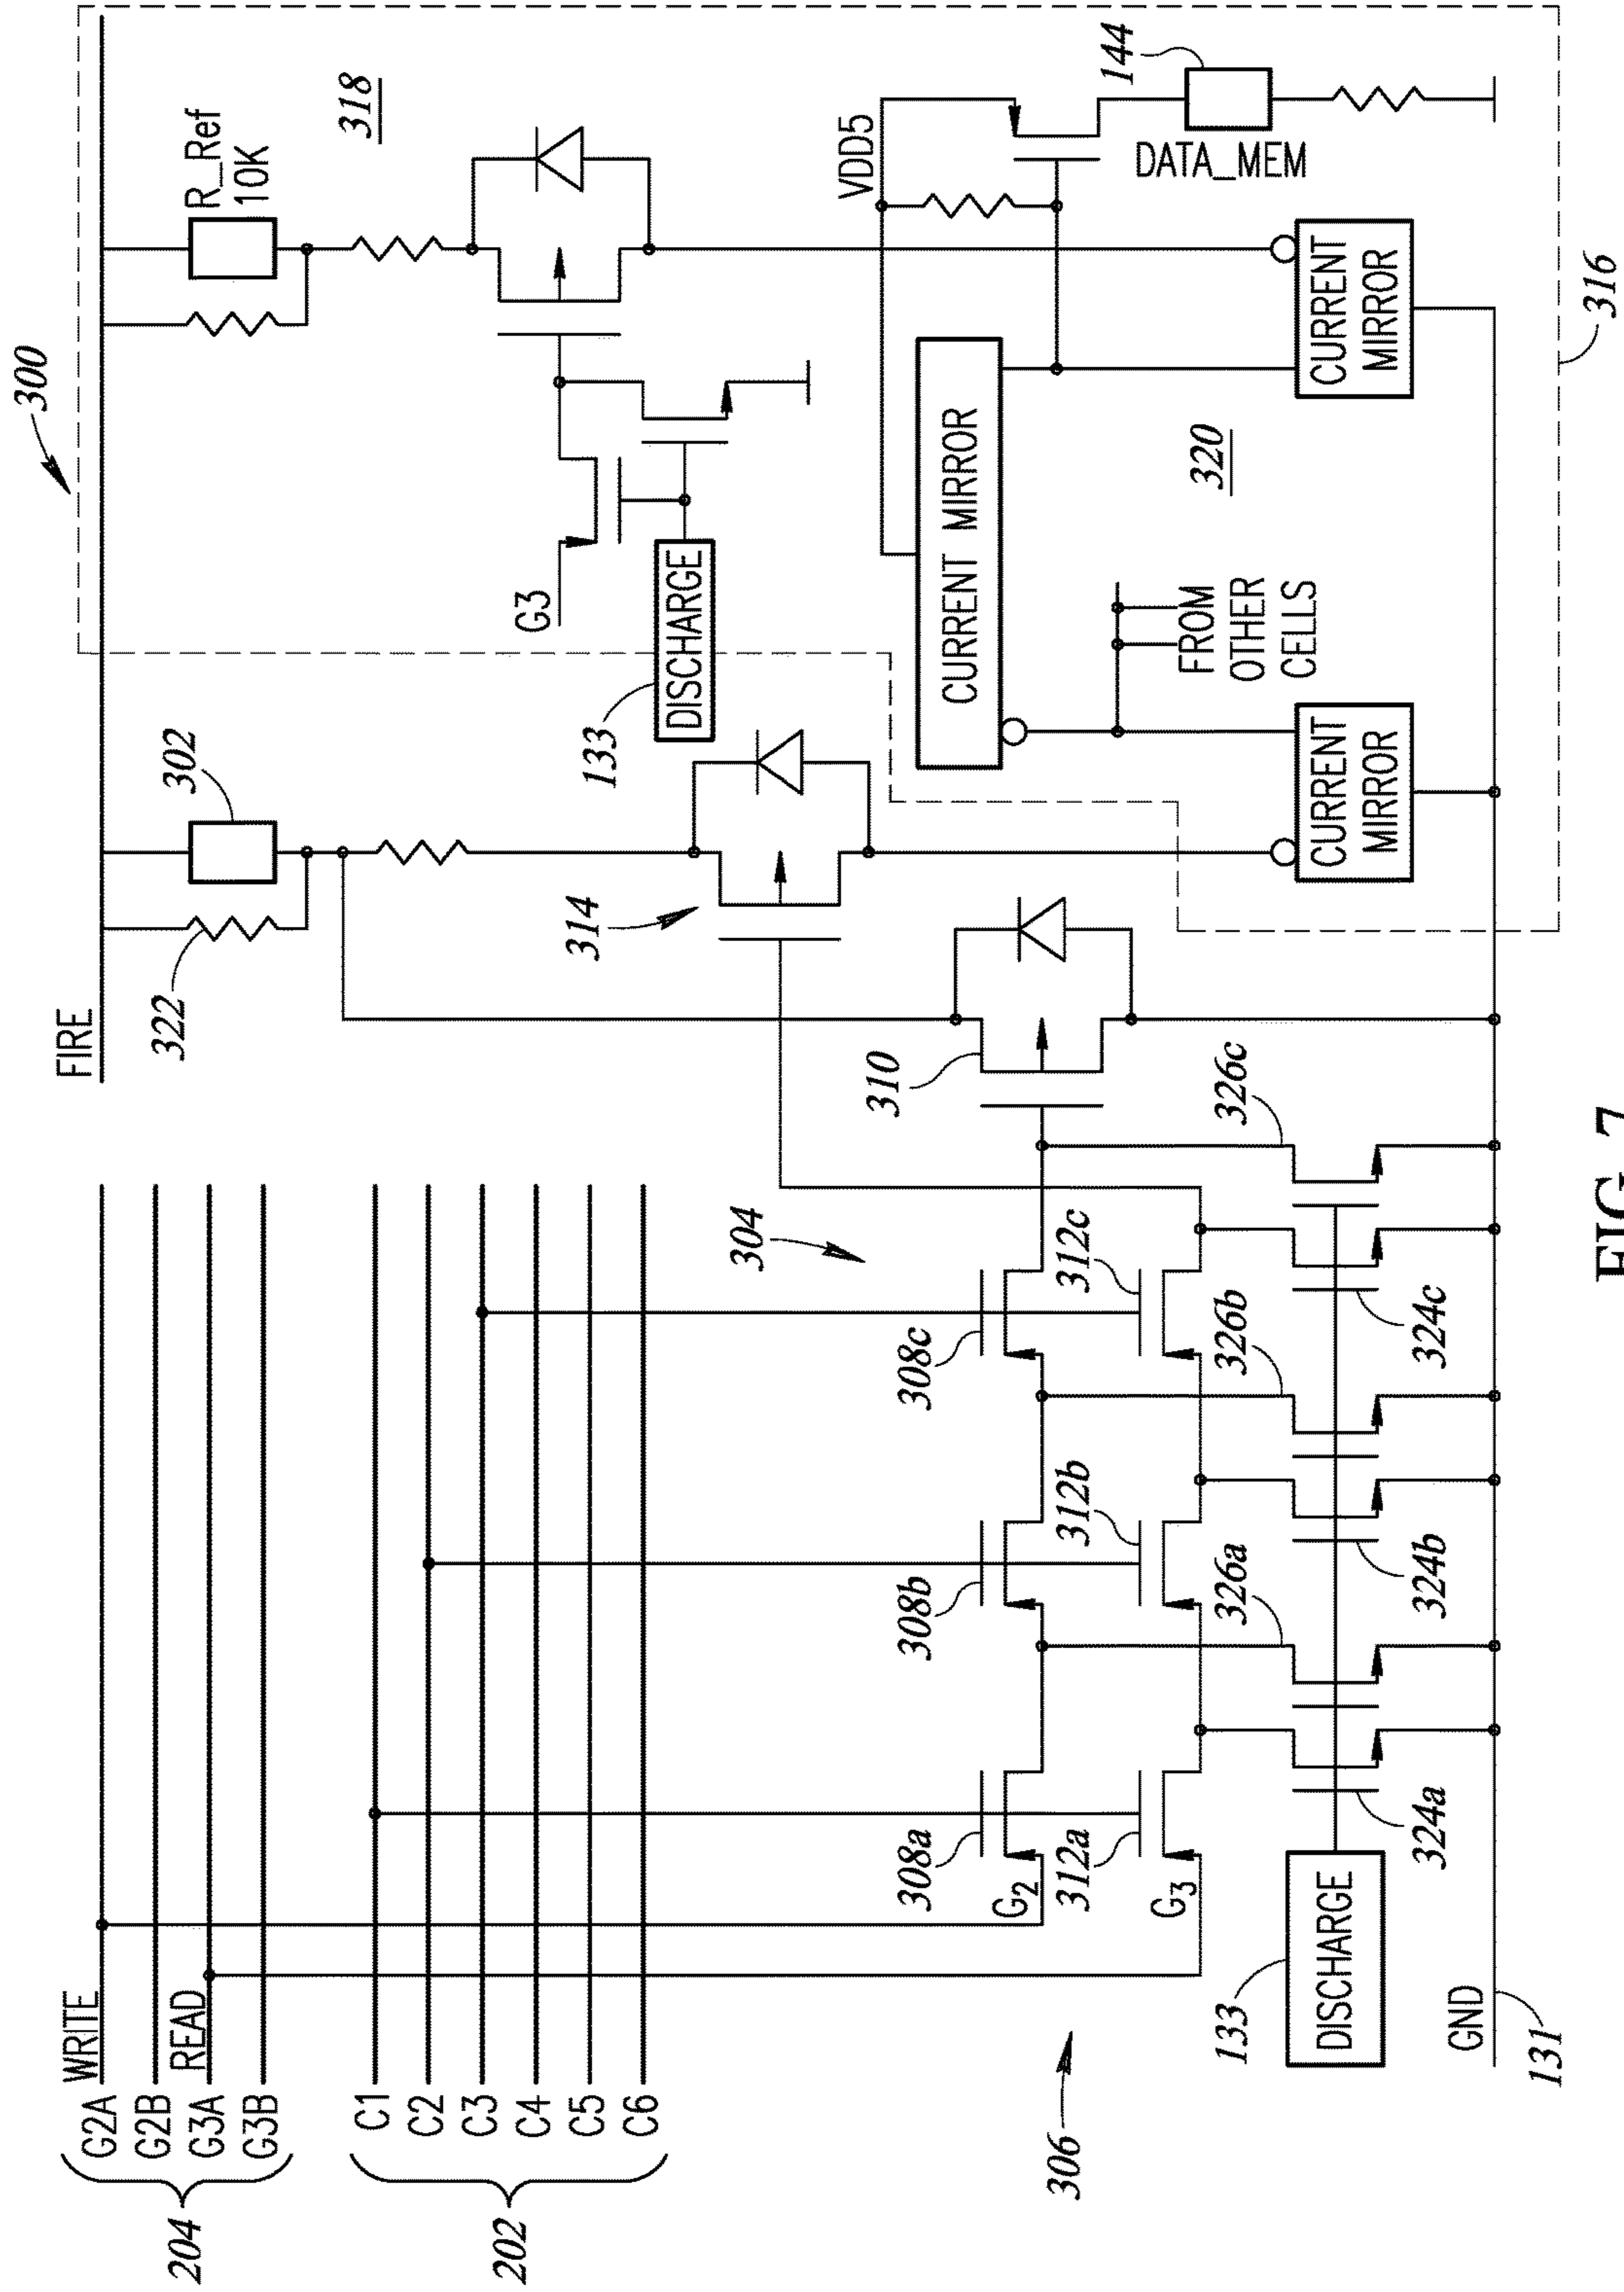 300
FIRE
322
302
R_Ref
10K
318
G3
DISCHARGE
133
314
VDD5
144
DATA_MEM
CURRENT MIRROR
320
FROM
OTHER
CELLS
CURRENT
MIRROR
CURRENT
MIRROR
316
204
G2A
WRITE
G2B
G3A
READ
G3B
202
C1
C2
C3
C4
C5
C6
304
306
310
308a
308b
308c
G2
312a
312b
312c
G3
326a
326b
326c
133
DISCHARGE
324a
324b
324c
GND
131
FIG. 7